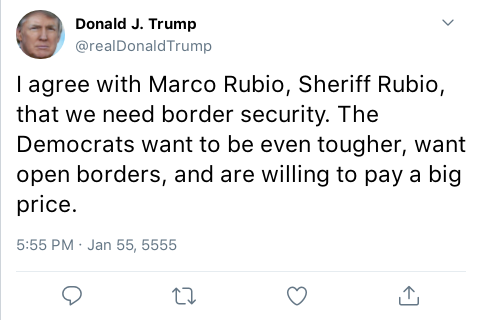 Donald J. Trump
@realDonaldTrump
I agree with Marco Rubio, Sheriff Rubio,
that we need border security. The
Democrats want to be even tougher, want
open borders, and are willing to pay a big
price.
5:55 PM · Jan 55, 5555